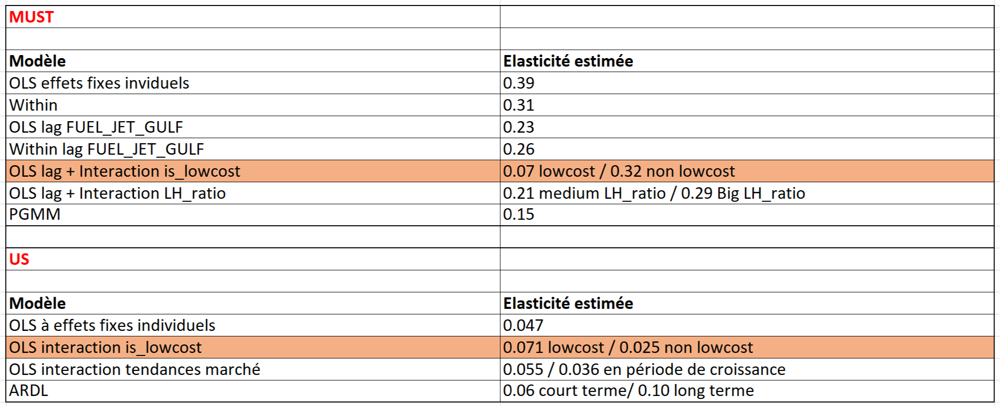 MUST
Modèle Elasticité estimée
OLS effets fixes inviduels 0.39
Within 0.31
OLS lag FUEL_JET_GULF 0.23
Within lag FUEL_JET_GULF 0.26
OLS lag + Interaction is_lowcost 0.07 lowcost / 0.32 non lowcost
OLS lag + Interaction LH_ratio 0.21 medium LH_ratio / 0.29 Big LH_ratio
PGMM 0.15
US
Modèle Elasticité estimée
OLS à effets fixes individuels 0.047
OLS interaction is_lowcost 0.071 lowcost / 0.025 non lowcost
OLS interaction tendances marché 0.055 / 0.036 en période de croissance
ARDL 0.06 court terme/ 0.10 long terme